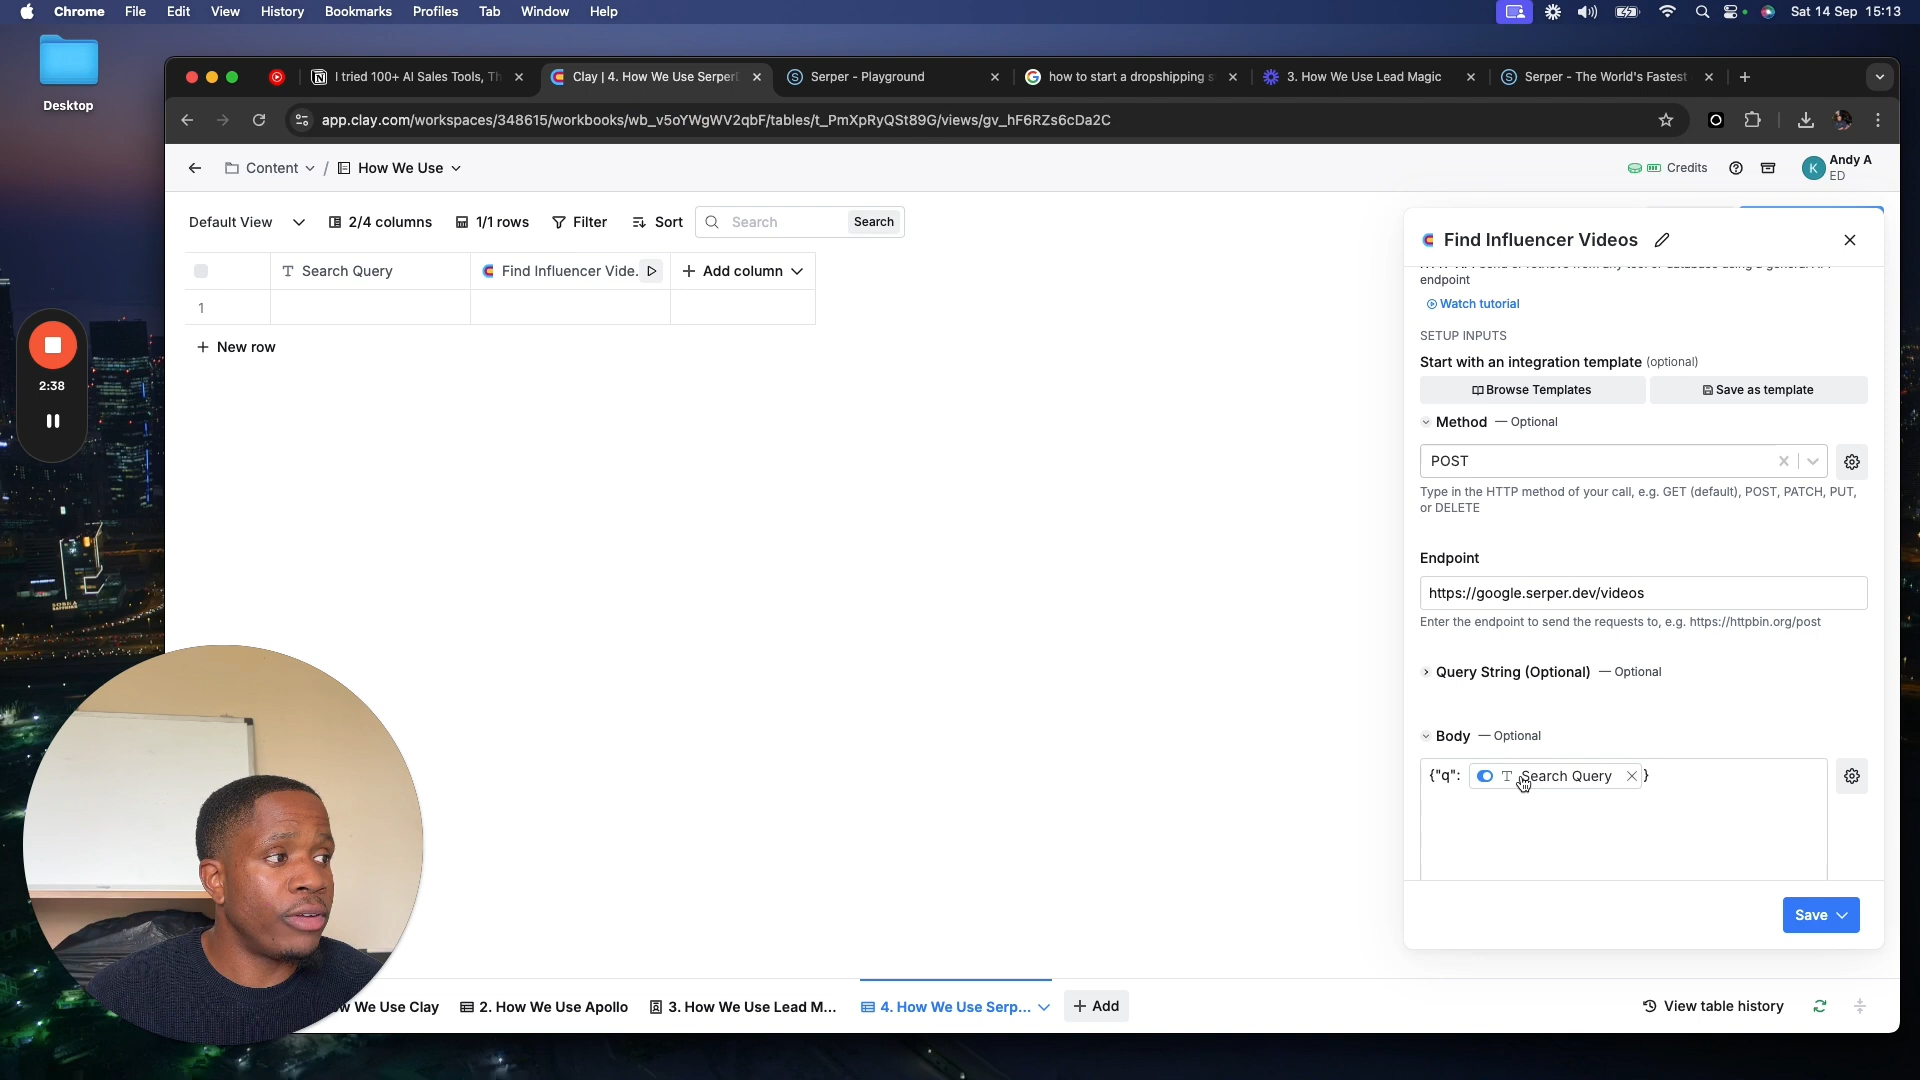 Chrome File Edit View History Bookmarks Profiles Tab Window Help Sat 14 Sep 15:13
Desktop
I tried 100+ AI Sales Tools, Th
Clay | 4. How We Use Serper
Serper - Playground
how to start a dropshipping s
3. How We Use Lead Magic
Serper - The World's Fastest
app.clay.com/workspaces/348615/workbooks/wb_v5oYWgWV2qbF/tables/t_PmXpRyQSt89G/views/gv_hF6RZs6cDa2C
Content / How We Use
Credits
K
Andy A
ED
Default View 2/4 columns 1/1 rows Filter Sort Search Search
Search Query Find Influencer Vide. Add column
1
New row
2:38
Find Influencer Videos
endpoint
Watch tutorial
SETUP INPUTS
Start with an integration template (optional)
Browse Templates Save as template
Method — Optional
POST
Type in the HTTP method of your call, e.g. GET (default), POST, PATCH, PUT,
or DELETE
Endpoint
https://google.serper.dev/videos
Enter the endpoint to send the requests to, e.g. https://httpbin.org/post
Query String (Optional) — Optional
Body — Optional
{"q": T Search Query }
Save
w We Use Clay 2. How We Use Apollo 3. How We Use Lead M... 4. How We Use Serp... + Add
View table history